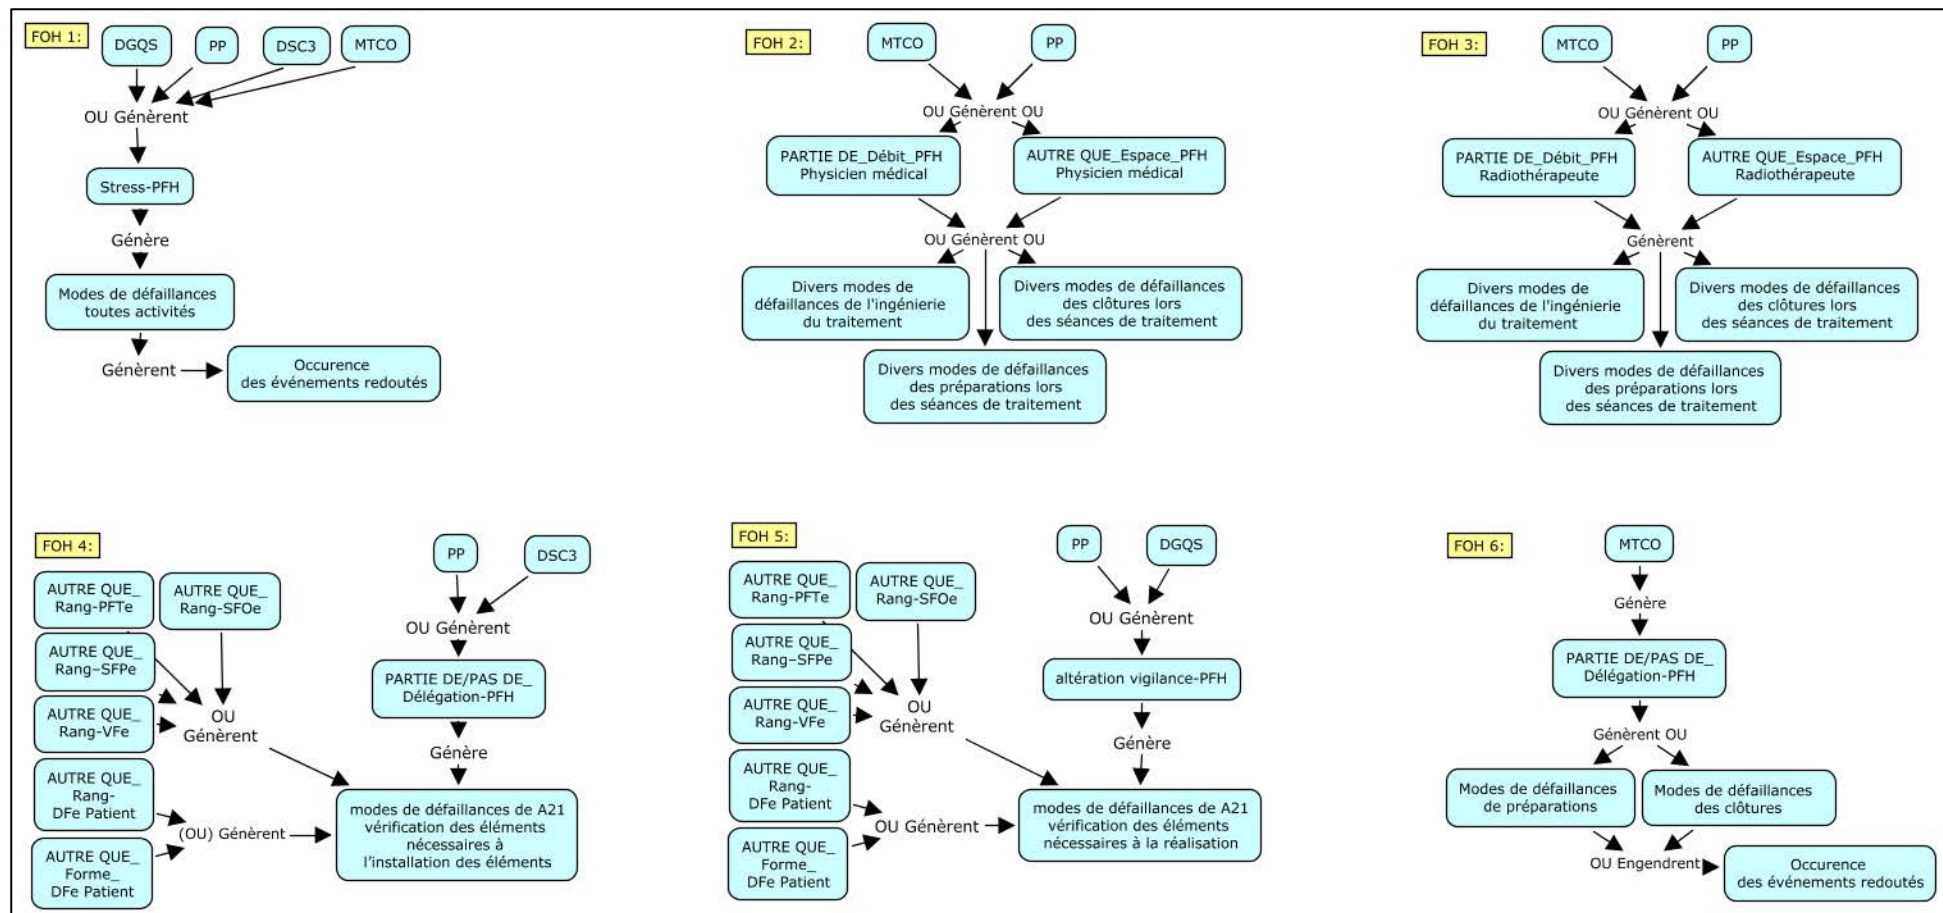 FOH 1:
DGQS
PP
DSC3
MTCO
OU Génèrent
Stress-PFH
Génère
Modes de défaillances
toutes activités
Génèrent
Occurence
des événements redoutés
FOH 2:
MTCO
PP
OU Génèrent OU
PARTIE DE_Débit_PFH
Physicien médical
AUTRE QUE_Espace_PFH
Physicien médical
OU Génèrent OU
Divers modes de
défaillances de l'ingénierie
du traitement
Divers modes de défaillances
des clôtures lors
des séances de traitement
Divers modes de défaillances
des préparations lors
des séances de traitement
FOH 3:
MTCO
PP
OU Génèrent OU
PARTIE DE_Débit_PFH
Radiothérapeute
AUTRE QUE_Espace_PFH
Radiothérapeute
Génèrent
Divers modes de
défaillances de l'ingénierie
du traitement
Divers modes de défaillances
des clôtures lors
des séances de traitement
Divers modes de défaillances
des préparations lors
des séances de traitement
FOH 4:
AUTRE QUE_
Rang-PFTe
AUTRE QUE_
Rang-SFOe
AUTRE QUE_
Rang–SFPe
AUTRE QUE_
Rang-VFe
OU
Génèrent
AUTRE QUE_
Rang-
DFe Patient
AUTRE QUE_
Forme_
DFe Patient
(OU) Génèrent
PP
DSC3
OU Génèrent
PARTIE DE/PAS DE_
Délégation-PFH
Génère
modes de défaillances de A21
vérification des éléments
nécessaires à
l'installation des éléments
FOH 5:
AUTRE QUE_
Rang-PFTe
AUTRE QUE_
Rang-SFOe
AUTRE QUE_
Rang–SFPe
AUTRE QUE_
Rang-VFe
OU
Génèrent
AUTRE QUE_
Rang-
DFe Patient
AUTRE QUE_
Forme_
DFe Patient
OU Génèrent
PP
DGQS
OU Génèrent
altération vigilance-PFH
Génère
modes de défaillances de A21
vérification des éléments
nécessaires à la réalisation
FOH 6:
MTCO
Génère
PARTIE DE/PAS DE_
Délégation-PFH
Génèrent OU
Modes de défaillances
de préparations
Modes de défaillances
des clôtures
OU Engendrent
Occurence
des événements redoutés